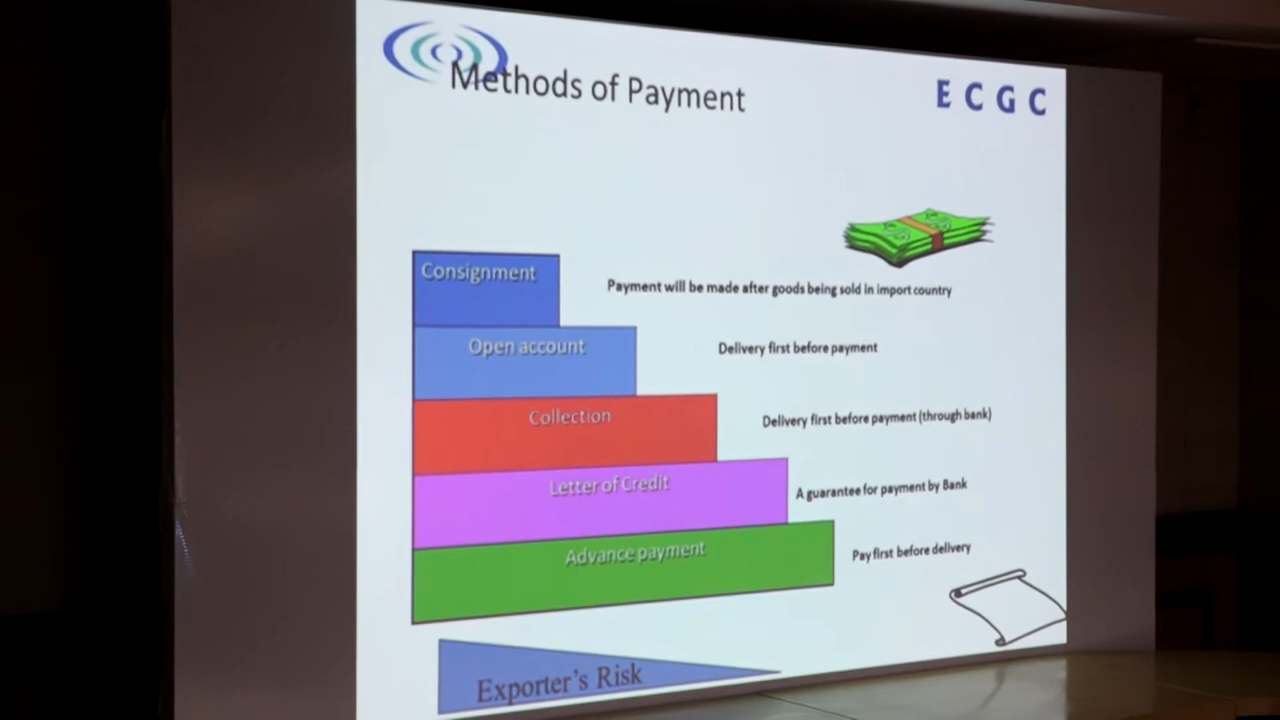 Methods of Payment
E C G C
Consignment
Payment will be made after goods being sold in import country
Open account
Delivery first before payment
Collection
Delivery first before payment (through bank)
Letter of Credit
A guarantee for payment by Bank
Advance payment
Pay first before delivery
Exporter's Risk